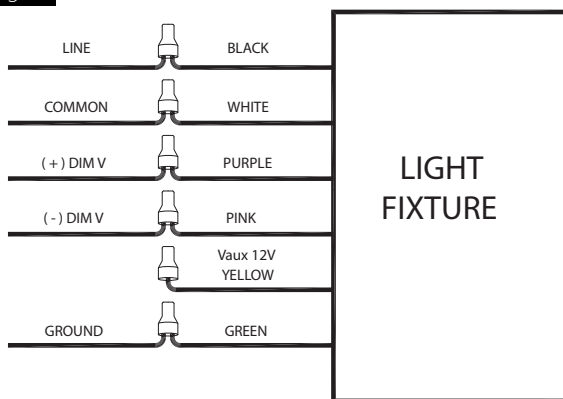 LINE BLACK
COMMON WHITE
( + ) DIM V PURPLE
( - ) DIM V PINK
Vaux 12V
YELLOW
GROUND GREEN
LIGHT
FIXTURE